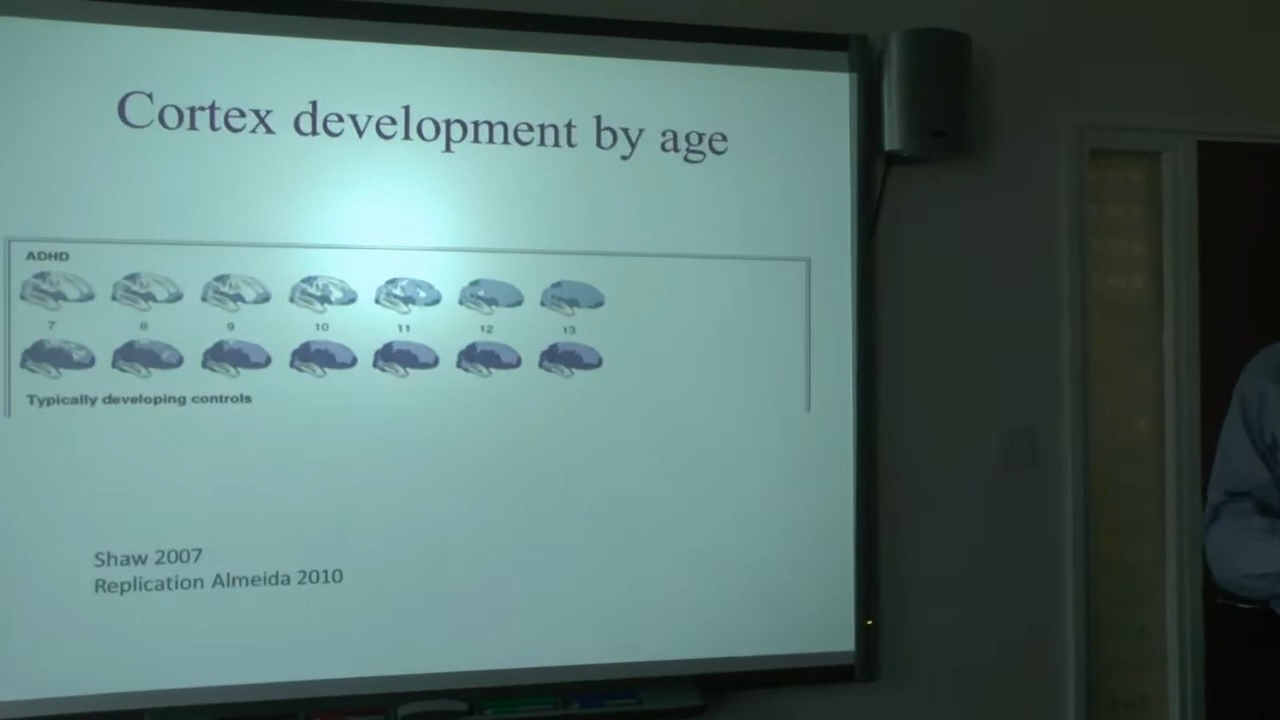 Cortex development by age
ADHD
7 8 9 10 11 12 13
Typically developing controls
Shaw 2007
Replication Almeida 2010